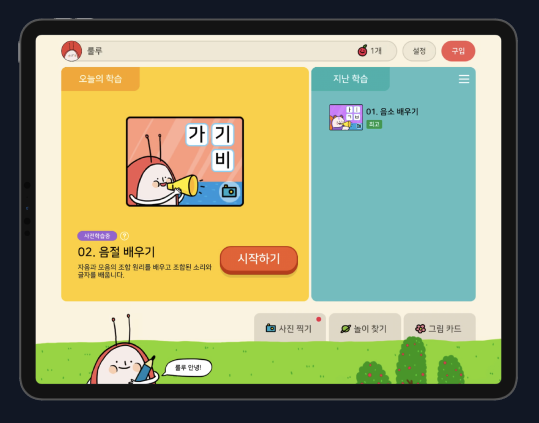 룰루
1개
설정
구입
오늘의 학습
지난 학습
가 기
비
01. 음소 배우기
최고
사진학습중
?
02. 음절 배우기
자음과 모음의 조합 원리를 배우고 조합된 소리와
글자를 배웁니다.
시작하기
사진 찍기
놀이 찾기
그림 카드
룰루 안녕!